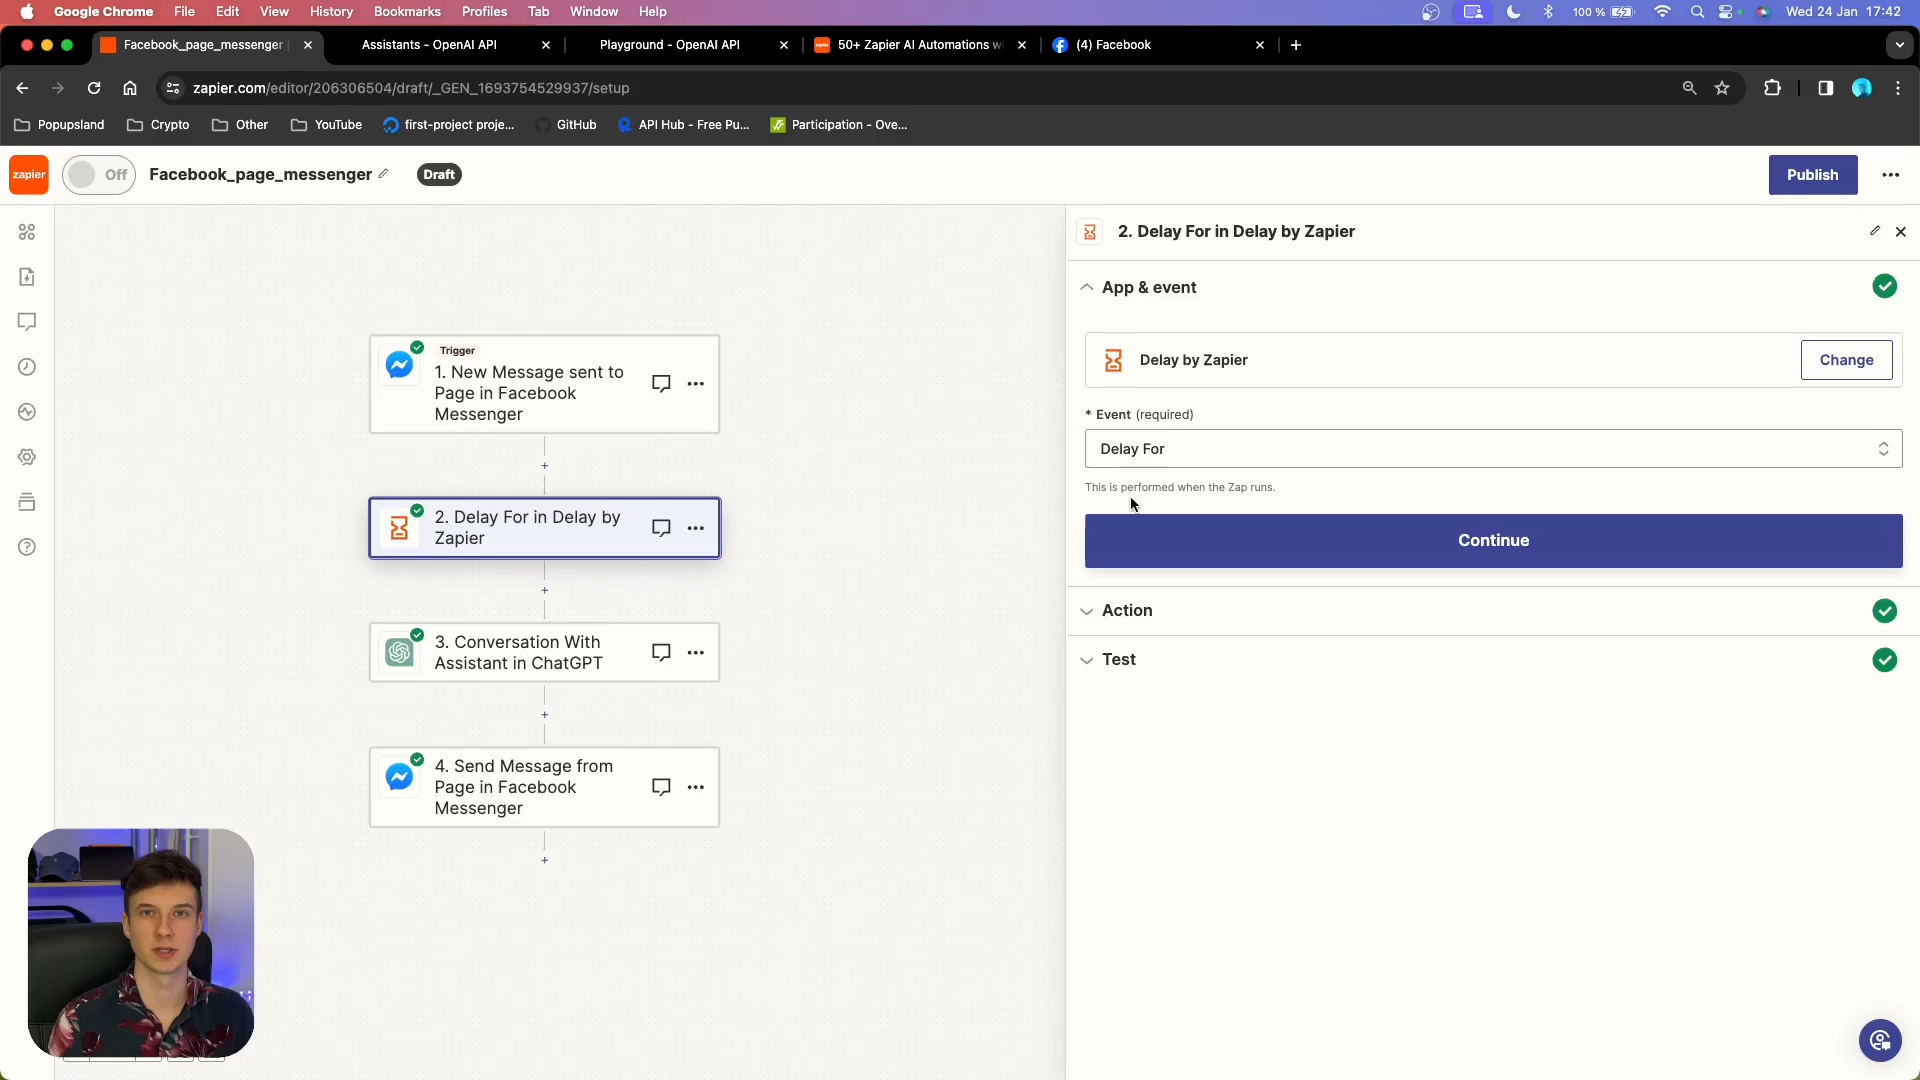 Google Chrome File Edit View History Bookmarks Profiles Tab Window Help 100 % Wed 24 Jan 17:42
Facebook_page_messenger Assistants - OpenAI API Playground - OpenAI API 50+ Zapier AI Automations wi (4) Facebook
zapier.com/editor/206306504/draft/_GEN_1693754529937/setup
Popupsland Crypto Other YouTube first-project proje... GitHub API Hub - Free Pu... Participation - Ove...
zapier Off Facebook_page_messenger Draft Publish
2. Delay For in Delay by Zapier
App & event
Delay by Zapier Change
* Event (required)
Delay For
This is performed when the Zap runs.
Continue
Action
Test
Trigger
1. New Message sent to
Page in Facebook
Messenger
2. Delay For in Delay by
Zapier
3. Conversation With
Assistant in ChatGPT
4. Send Message from
Page in Facebook
Messenger